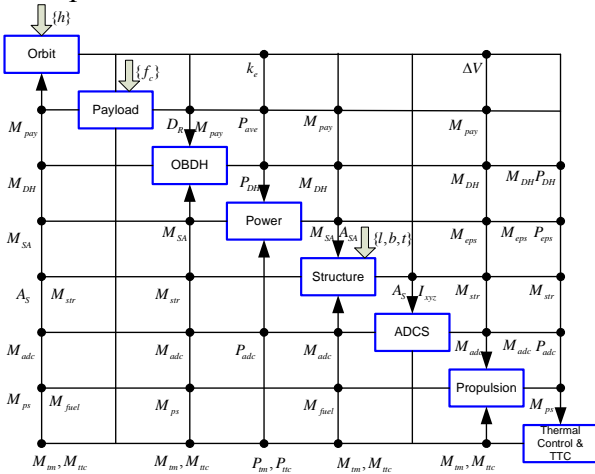 {h}
Orbit
{f_c}
k_e
ΔV
Payload
M_pay
D_R
M_pay
P_ave
M_pay
M_pay
OBDH
M_DH
P_DH
M_DH
M_DH
M_DH P_DH
Power
M_SA
M_SA
M_SA A_SA
{l,b,t}
M_eps
M_eps P_eps
Structure
A_S M_str
M_str
A_S I_xyz
M_str
M_str
ADCS
M_adc
M_adc
P_adc
M_adc
M_adc
M_adc P_adc
Propulsion
M_ps M_fuel
M_ps
M_fuel
M_ps
Thermal
Control &
TTC
M_tm, M_ttc
M_tm, M_ttc
P_tm, P_ttc
M_tm, M_ttc
M_tm, M_ttc